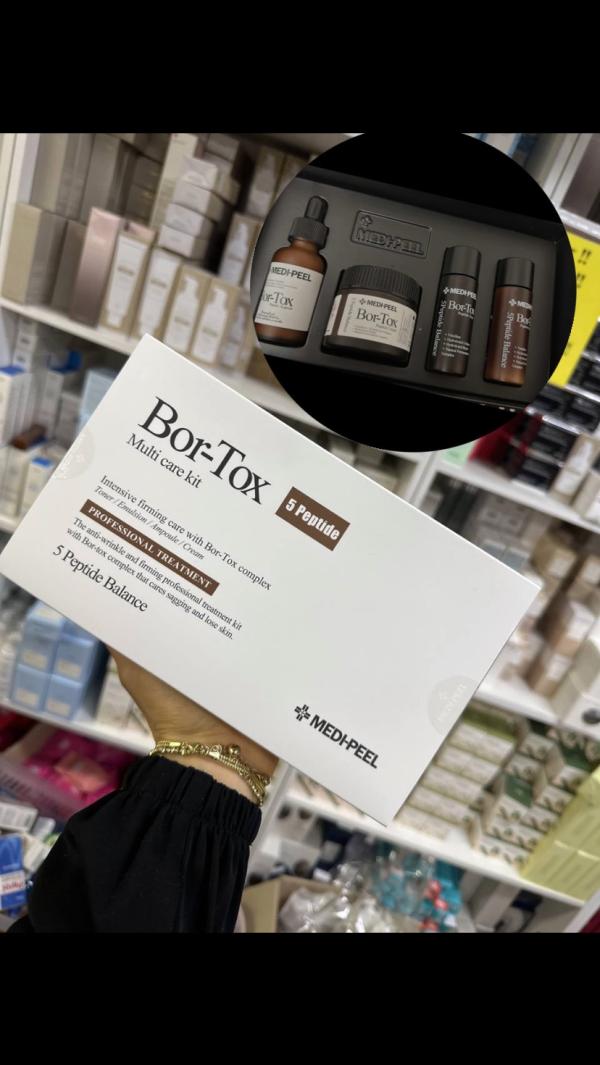 MEDI-PEEL
MEDI-PEEL
Bor-Tox
MEDI-PEEL
Bor-Tox
MEDI-PEEL
Bor-Tox
5Peptide Balance
MEDI-PEEL
5Peptide Balance
Bor-Tox
Multi care kit
5 Peptide
Intensive firming care with Bor-Tox complex
Toner / Emulsion / Ampoule / Cream
PROFESSIONAL TREATMENT
The anti-wrinkle and firming professional treatment kit
with Bor-tox complex that cares sagging and lose skin.
5 Peptide Balance
MEDI-PEEL
MEDI-PEEL